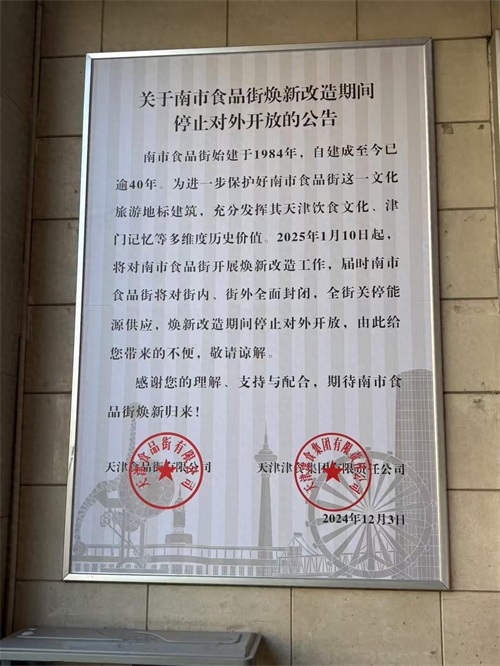 关于南市食品街焕新改造期间
停止对外开放的公告
南市食品街始建于1984年，自建成至今已
逾40年。为进一步保护好南市食品街这一文化
旅游地标建筑，充分发挥其天津饮食文化、津
门记忆等多维度历史价值。2025年1月10日起，
将对南市食品街开展焕新改造工作，届时南市
食品街将对街内、街外全面封闭，全街关停能
源供应，焕新改造期间停止对外开放，由此给
您带来的不便，敬请谅解。
感谢您的理解、支持与配合，期待南市食
品街焕新归来！
天津食品街有限公司 天津津食集团有限责任公司
2024年12月3日